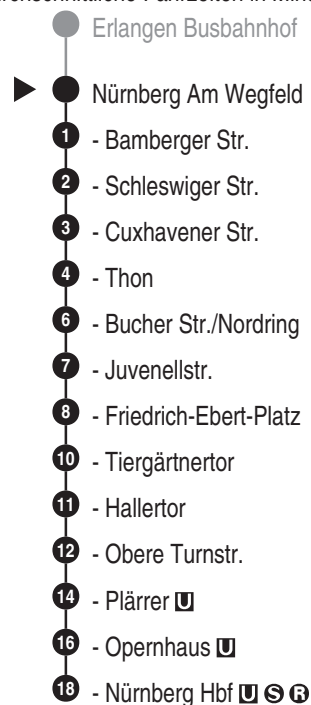 Erlangen Busbahnhof
Nürnberg Am Wegfeld
1 - Bamberger Str.
2 - Schleswiger Str.
3 - Cuxhavener Str.
4 - Thon
6 - Bucher Str./Nordring
7 - Juvenellstr.
8 - Friedrich-Ebert-Platz
10 - Tiergärtnertor
11 - Hallertor
12 - Obere Turnstr.
14 - Plärrer U
16 - Opernhaus U
18 - Nürnberg Hbf U S R